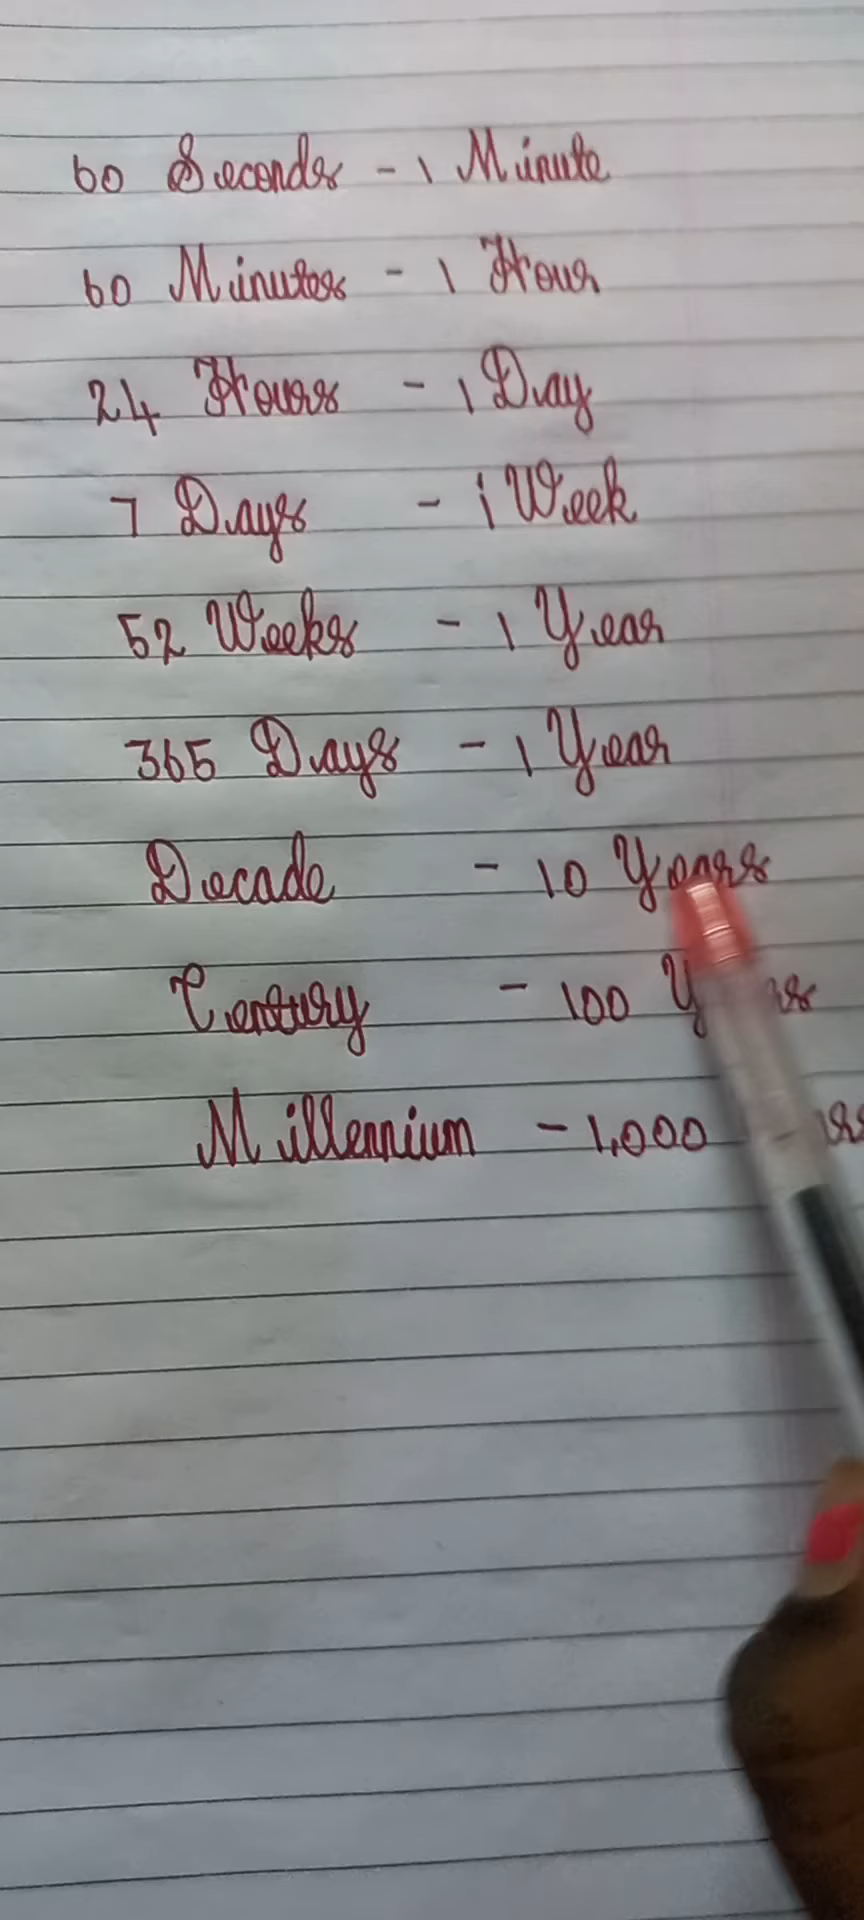 60 Seconds - 1 Minute
60 Minutes - 1 Hour
24 Hours - 1 Day
7 Days - 1 Week
52 Weeks - 1 Year
365 Days - 1 Year
Decade - 10 Years
Century - 100
Millennium - 1,000